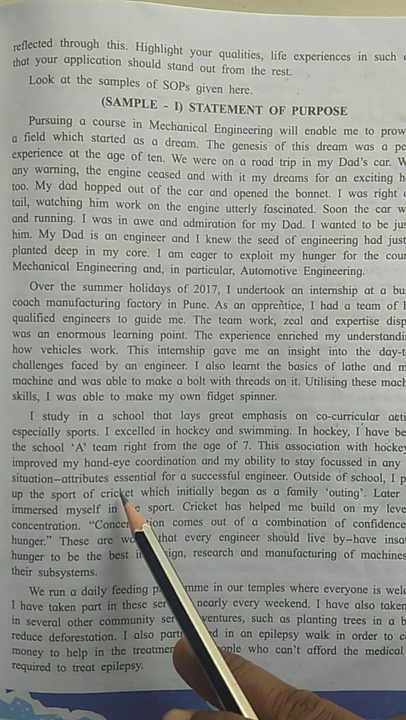 reflected through this. Highlight your qualities, life experiences in such
that your application should stand out from the rest.
Look at the samples of SOPs given here.
(SAMPLE - I) STATEMENT OF PURPOSE
Pursuing a course in Mechanical Engineering will enable me to
a field which started as a dream. The genesis of this dream was a
experience at the age of ten. We were on a road trip in my Dad's car.
any warning, the engine ceased and with it my dreams for an exciting
too. My dad hopped out of the car and opened the bonnet. I was right
tail, watching him work on the engine utterly fascinated. Soon the car
and running. I was in awe and admiration for my Dad. I wanted to be
him. My Dad is an engineer and I knew the seed of engineering had just
planted deep in my core. I am eager to exploit my hunger for the
Mechanical Engineering and, in particular, Automotive Engineering.
Over the summer holidays of 2017, I undertook an internship at a
coach manufacturing factory in Pune. As an apprentice, I had a team of
qualified engineers to guide me. The team work, zeal and expertise
was an enormous learning point. The experience enriched my
how vehicles work. This internship gave me an insight into the
challenges faced by an engineer. I also learnt the basics of lathe and
machine and was able to make a bolt with threads on it. Utilising these
skills, I was able to make my own fidget spinner.
I study in a school that lays great emphasis on co-curricular
especially sports. I excelled in hockey and swimming. In hockey, I have
the school 'A' team right from the age of 7. This association with hockey
improved my hand-eye coordination and my ability to stay focussed in any
situation–attributes essential for a successful engineer. Outside of school, I
up the sport of cricket which initially began as a family 'outing'. Later
immersed myself in sport. Cricket has helped me build on my
concentration. "Concen ion comes out of a combination of confidence
hunger." These are that every engineer should live by–have
hunger to be the best i research and manufacturing of machines
their subsystems.
We run a daily feeding in our temples where everyone is
I have taken part in these nearly every weekend. I have also taken
in several other community ventures, such as planting trees in a
reduce deforestation. I also in an epilepsy walk in order to
money to help in the who can't afford the medical
required to treat epilepsy.